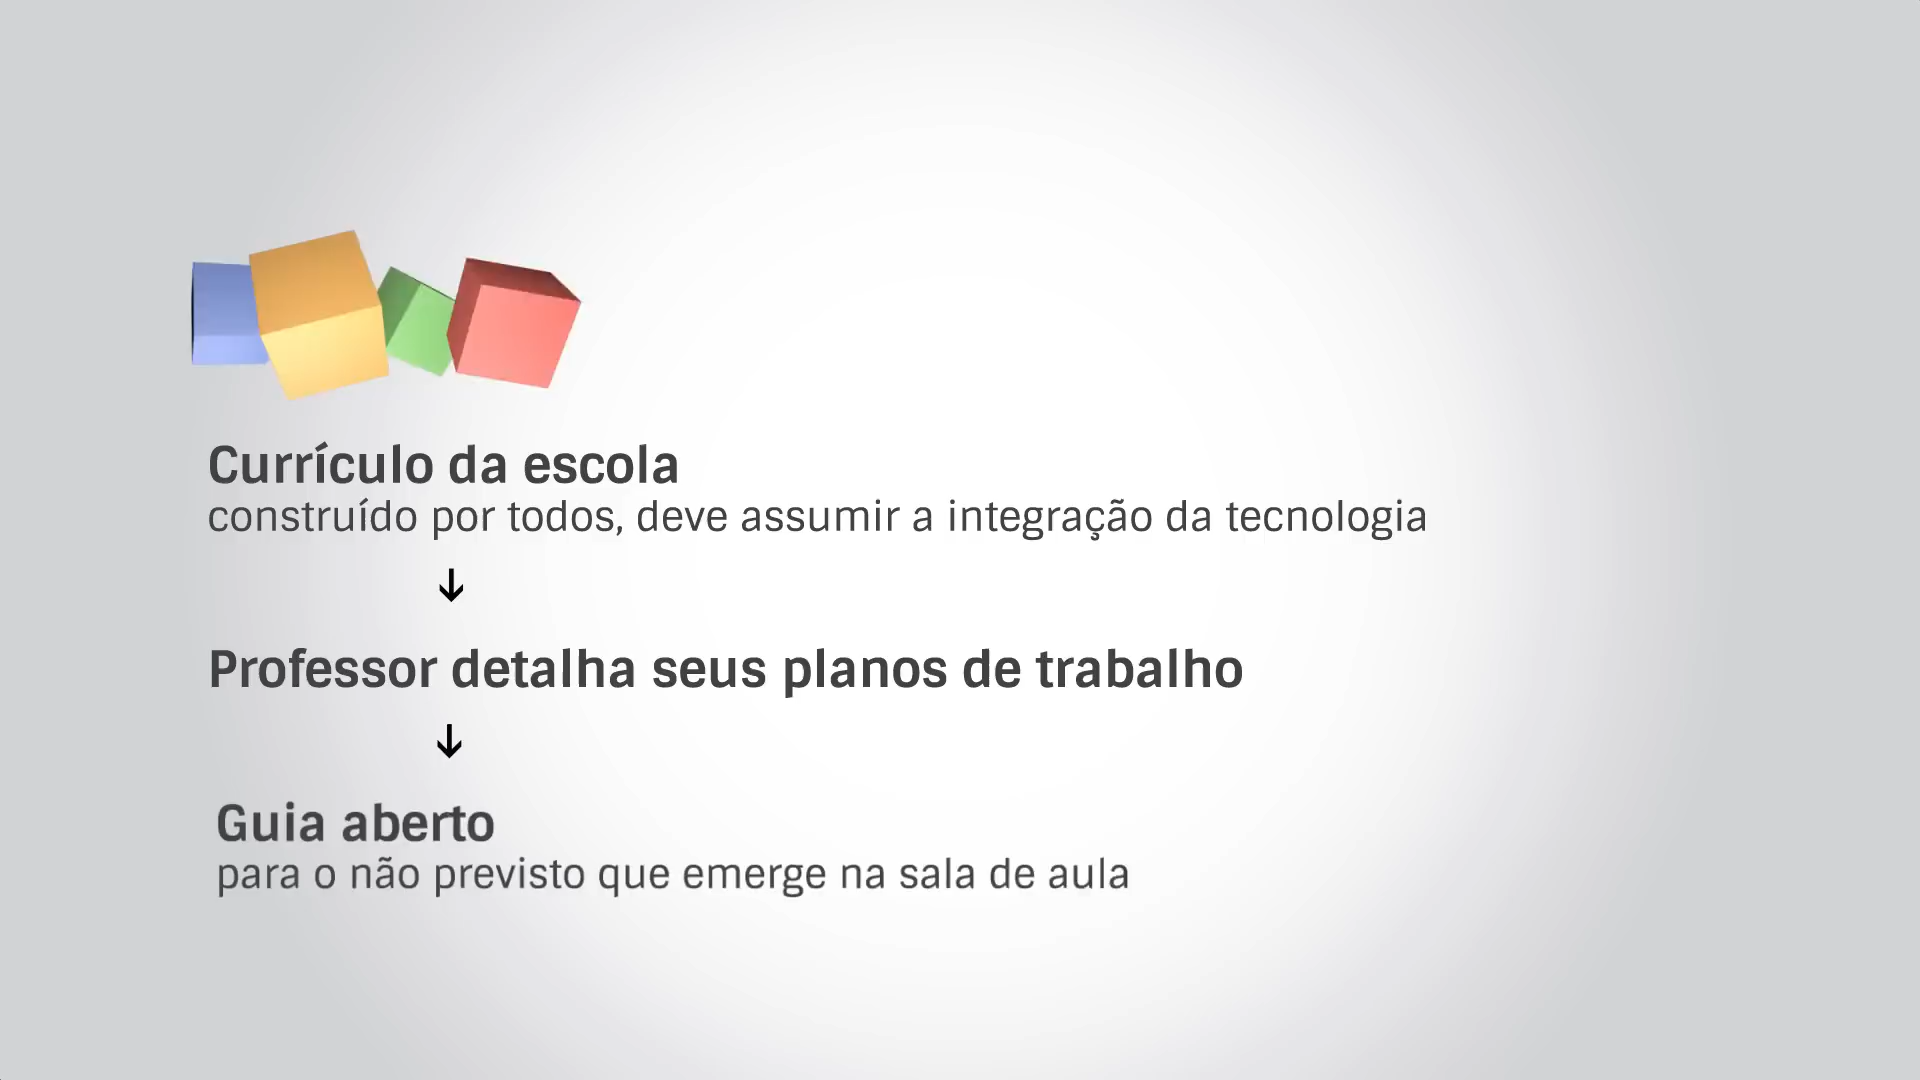 Currículo da escola
construído por todos, deve assumir a integração da tecnologia
↓
Professor detalha seus planos de trabalho
↓
Guia aberto
para o não previsto que emerge na sala de aula